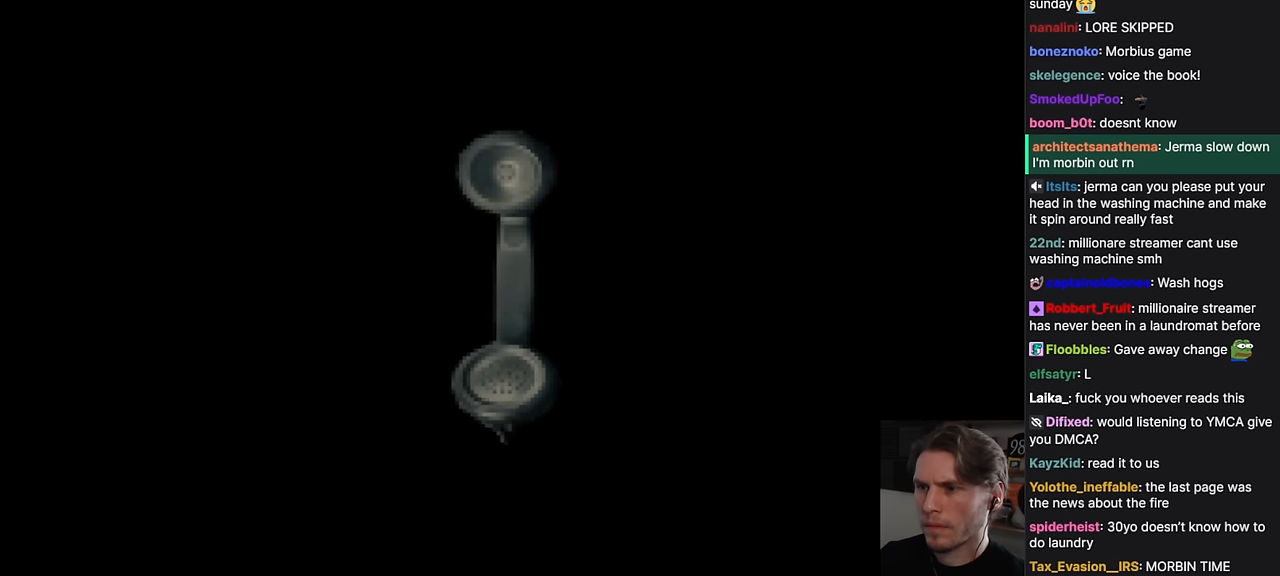 sunday
nanalini: LORE SKIPPED
boneznoko: Morbius game
skelegence: voice the book!
SmokedUpFoo:
boom_b0t: doesnt know
architectsanathema: Jerma slow down
I'm morbin out rn
ItsIts: jerma can you please put your
head in the washing machine and make
it spin around really fast
22nd: millionare streamer cant use
washing machine smh
captainoldbones: Wash hogs
Robbert_Fruit: millionaire streamer
has never been in a laundromat before
Floobbles: Gave away change
elfsatyr: L
Laika_: fuck you whoever reads this
Difixed: would listening to YMCA give
you DMCA?
KayzKid: read it to us
Yolothe_ineffable: the last page was
the news about the fire
spiderheist: 30yo doesn’t know how to
do laundry
Tax_Evasion__IRS: MORBIN TIME
98